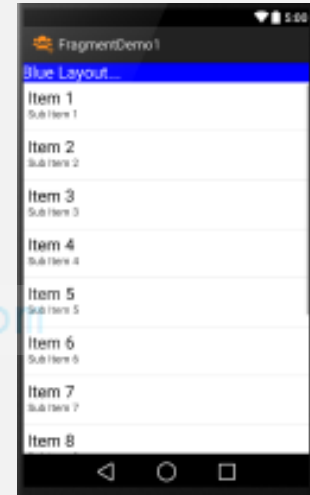 5:00
FragmentDemo1
Blue Layout...
Item 1
Sub Item 1
Item 2
Sub Item 2
Item 3
Sub Item 3
Item 4
Sub Item 4
Item 5
Sub Item 5
Item 6
Sub Item 6
Item 7
Sub Item 7
Item 8
om